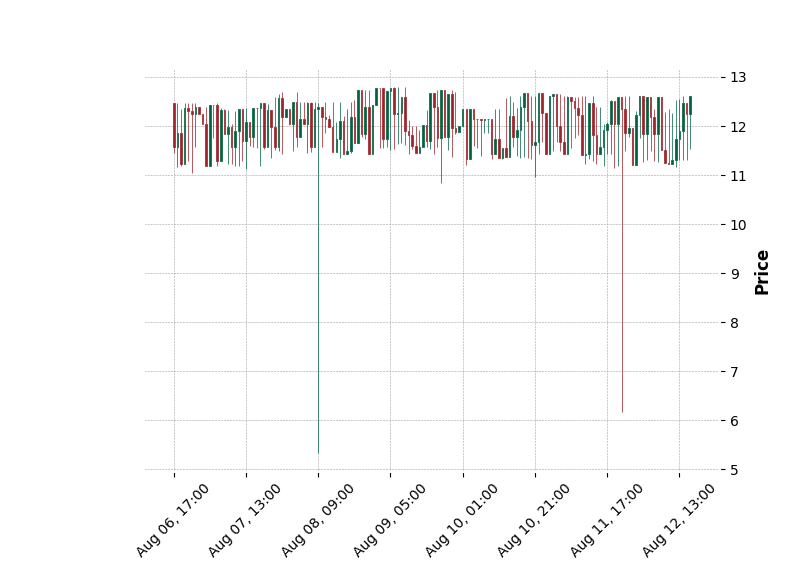 13
12
11
10
9
8
7
6
5
Price
Aug 06, 17:00
Aug 07, 13:00
Aug 08, 09:00
Aug 09, 05:00
Aug 10, 01:00
Aug 10, 21:00
Aug 11, 17:00
Aug 12, 13:00